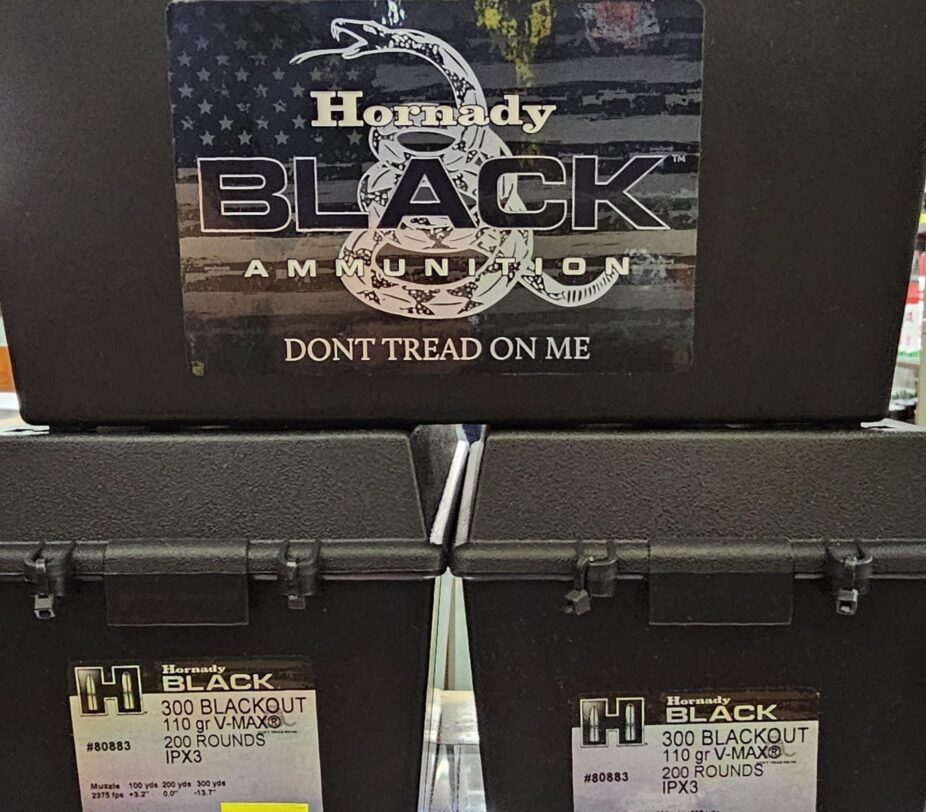 Hornady
BLACK™
AMMUNITION
DONT TREAD ON ME
H
Hornady
BLACK
300 BLACKOUT
110 gr V-MAX®
#80883
200 ROUNDS
IPX3
Muzzle 100 yds 200 yds 300 yds
2375 fps +3.2" 0.0" -13.7"
H
Hornady
BLACK
300 BLACKOUT
110 gr V-MAX®
#80883
200 ROUNDS
IPX3